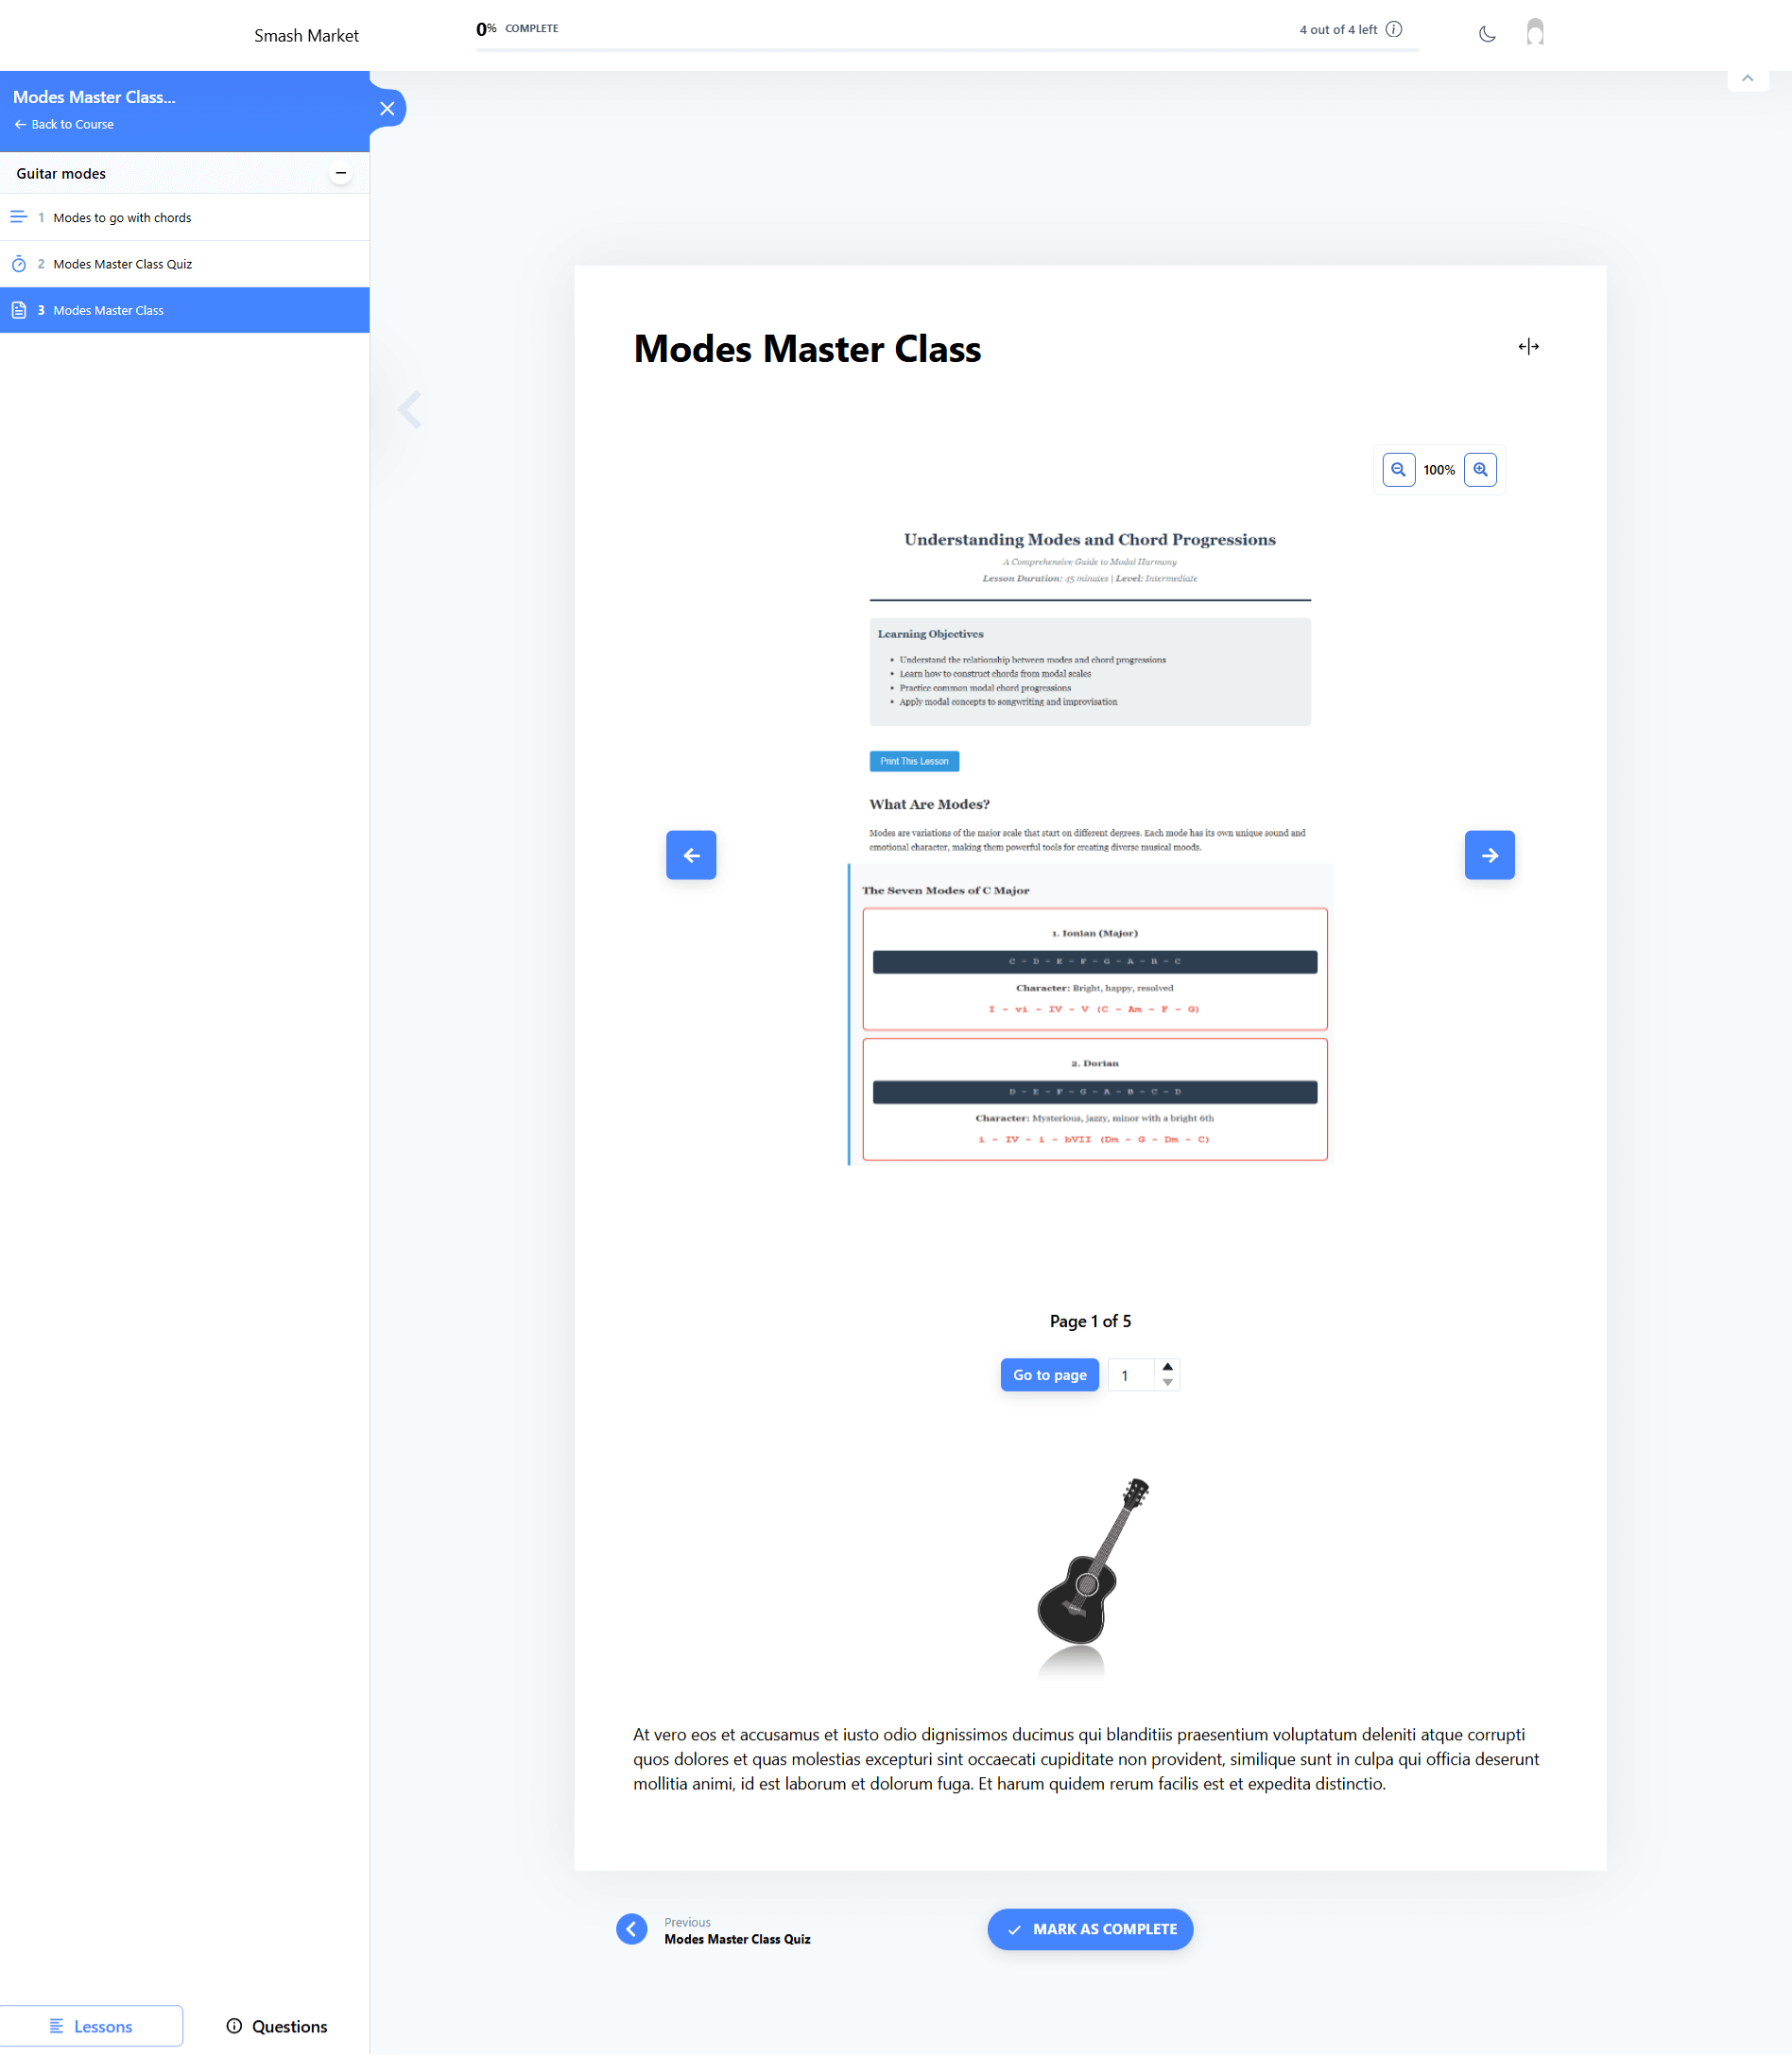 Smash Market
0% COMPLETE
4 out of 4 left
Modes Master Class...
Back to Course
Guitar modes
1 Modes to go with chords
2 Modes Master Class Quiz
3 Modes Master Class
Modes Master Class
100%
Understanding Modes and Chord Progressions
A Comprehensive Guide to Modal Harmony
Lesson Duration: 45 minutes | Level: Intermediate
Learning Objectives
• Understand the relationship between modes and chord progressions
• Learn how to construct chords from modal scales
• Practice common modal chord progressions
• Apply modal concepts to songwriting and improvisation
Print This Lesson
What Are Modes?
Modes are variations of the major scale that start on different degrees. Each mode has its own unique sound and
emotional character, making them powerful tools for creating diverse musical moods.
The Seven Modes of C Major
1. Ionian (Major)
C - D - E - F - G - A - B - C
Character: Bright, happy, resolved
I - vi - IV - V (C - Am - F - G)
2. Dorian
D - E - F - G - A - B - C - D
Character: Mysterious, jazzy, minor with a bright 6th
i - IV - i - bVII (Dm - G - Dm - C)
Page 1 of 5
Go to page 1
At vero eos et accusamus et iusto odio dignissimos ducimus qui blanditiis praesentium voluptatum deleniti atque corrupti
quos dolores et quas molestias excepturi sint occaecati cupiditate non provident, similique sunt in culpa qui officia deserunt
mollitia animi, id est laborum et dolorum fuga. Et harum quidem rerum facilis est et expedita distinctio.
Previous
Modes Master Class Quiz
MARK AS COMPLETE
Lessons
Questions